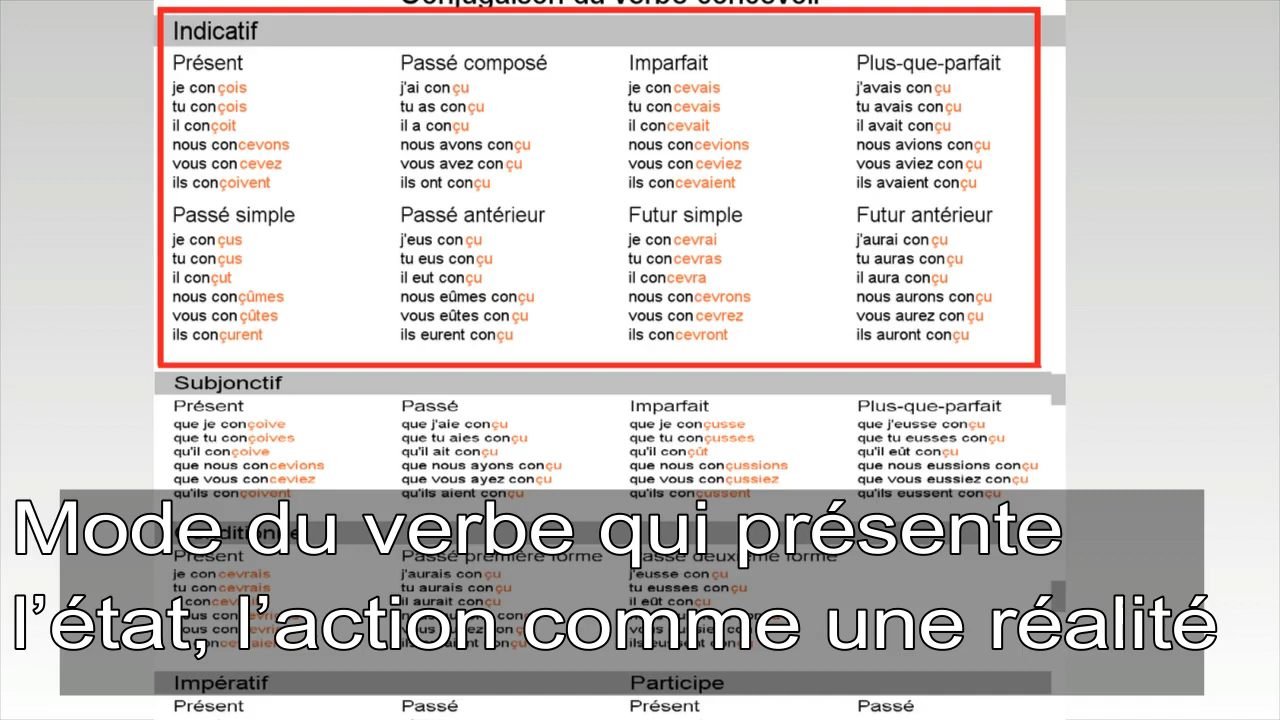 Conjugaison du verbe concevoir
Indicatif
Présent
je conçois
tu conçois
il conçoit
nous concevons
vous concevez
ils conçoivent
Passé composé
j'ai conçu
tu as conçu
il a conçu
nous avons conçu
vous avez conçu
ils ont conçu
Imparfait
je concevais
tu concevais
il concevait
nous concevions
vous conceviez
ils concevaient
Plus-que-parfait
j'avais conçu
tu avais conçu
il avait conçu
nous avions conçu
vous aviez conçu
ils avaient conçu
Passé simple
je conçus
tu conçus
il conçut
nous conçûmes
vous conçûtes
ils conçurent
Passé antérieur
j'eus conçu
tu eus conçu
il eut conçu
nous eûmes conçu
vous eûtes conçu
ils eurent conçu
Futur simple
je concevrai
tu concevras
il concevra
nous concevrons
vous concevrez
ils concevront
Futur antérieur
j'aurai conçu
tu auras conçu
il aura conçu
nous aurons conçu
vous aurez conçu
ils auront conçu
Subjonctif
Présent
que je conçoive
que tu conçoives
qu'il conçoive
que nous concevions
que vous conceviez
qu'ils conçoivent
Passé
que j'aie conçu
que tu aies conçu
qu'il ait conçu
que nous ayons conçu
que vous ayez conçu
qu'ils aient conçu
Imparfait
que je conçusse
que tu conçusses
qu'il conçût
que nous conçussions
que vous conçussiez
qu'ils conçussent
Plus-que-parfait
que j'eusse conçu
que tu eusses conçu
qu'il eût conçu
que nous eussions conçu
que vous eussiez conçu
qu'ils eussent conçu
Mode du verbe qui présente
l’état, l’action comme une réalité
Présent
je concevrais
tu concevrais
Passé première forme
j'aurais conçu
tu aurais conçu
il aurait conçu
Passé deuxième forme
j'eusse conçu
tu eusses conçu
il eût conçu
Impératif
Présent
Passé
Participe
Présent
Passé